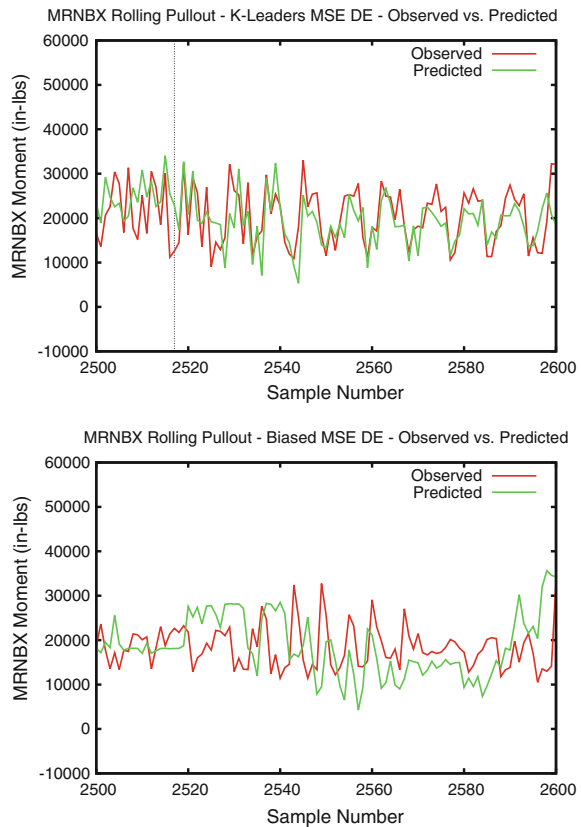 MRNBX Rolling Pullout - K-Leaders MSE DE - Observed vs. Predicted
60000
50000
40000
30000
20000
10000
0
-10000
MRNBX Moment (in-lbs)
Observed
Predicted
2500
2520
2540
2560
2580
2600
Sample Number
MRNBX Rolling Pullout - Biased MSE DE - Observed vs. Predicted
60000
50000
40000
30000
20000
10000
0
-10000
MRNBX Moment (in-lbs)
Observed
Predicted
2500
2520
2540
2560
2580
2600
Sample Number